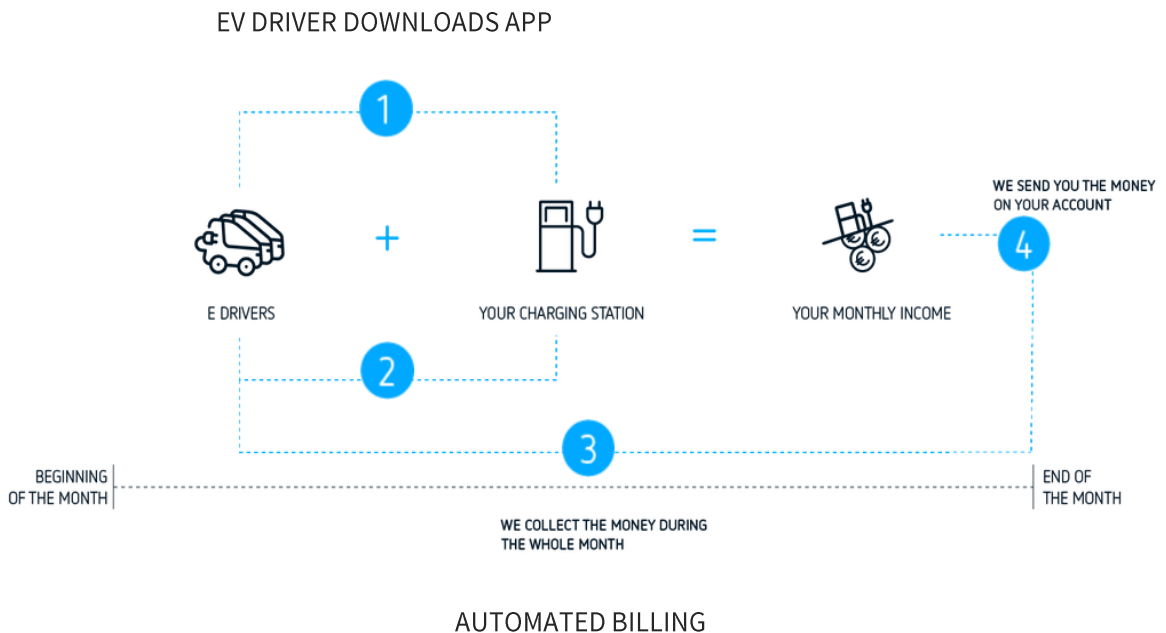 EV DRIVER DOWNLOADS APP
1
WE SEND YOU THE MONEY
ON YOUR ACCOUNT
+
=
€ € €
4
E DRIVERS
YOUR CHARGING STATION
YOUR MONTHLY INCOME
2
3
BEGINNING
OF THE MONTH
END OF
THE MONTH
WE COLLECT THE MONEY DURING
THE WHOLE MONTH
AUTOMATED BILLING